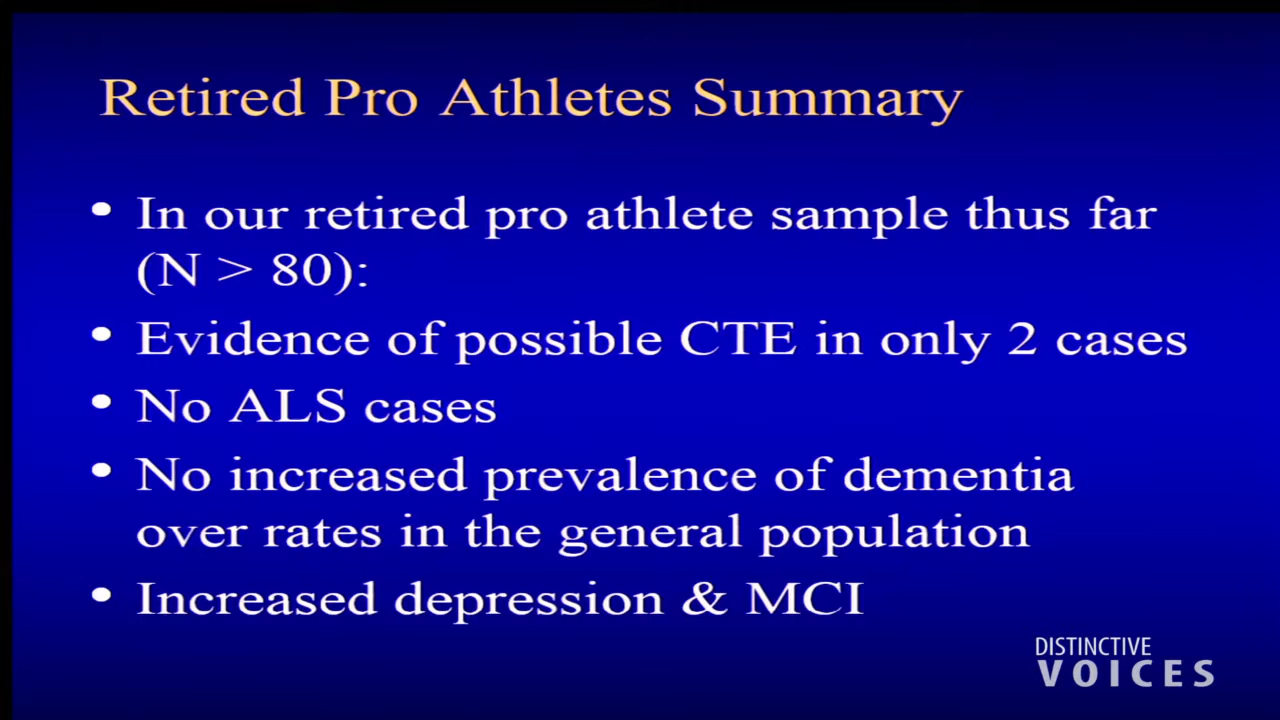 Retired Pro Athletes Summary
• In our retired pro athlete sample thus far
(N > 80):
• Evidence of possible CTE in only 2 cases
• No ALS cases
• No increased prevalence of dementia
over rates in the general population
• Increased depression & MCI
DISTINCTIVE
VOICES